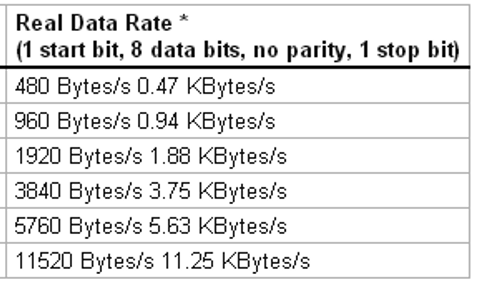 Real Data Rate *
(1 start bit, 8 data bits, no parity, 1 stop bit)
480 Bytes/s 0.47 KBytes/s
960 Bytes/s 0.94 KBytes/s
1920 Bytes/s 1.88 KBytes/s
3840 Bytes/s 3.75 KBytes/s
5760 Bytes/s 5.63 KBytes/s
11520 Bytes/s 11.25 KBytes/s